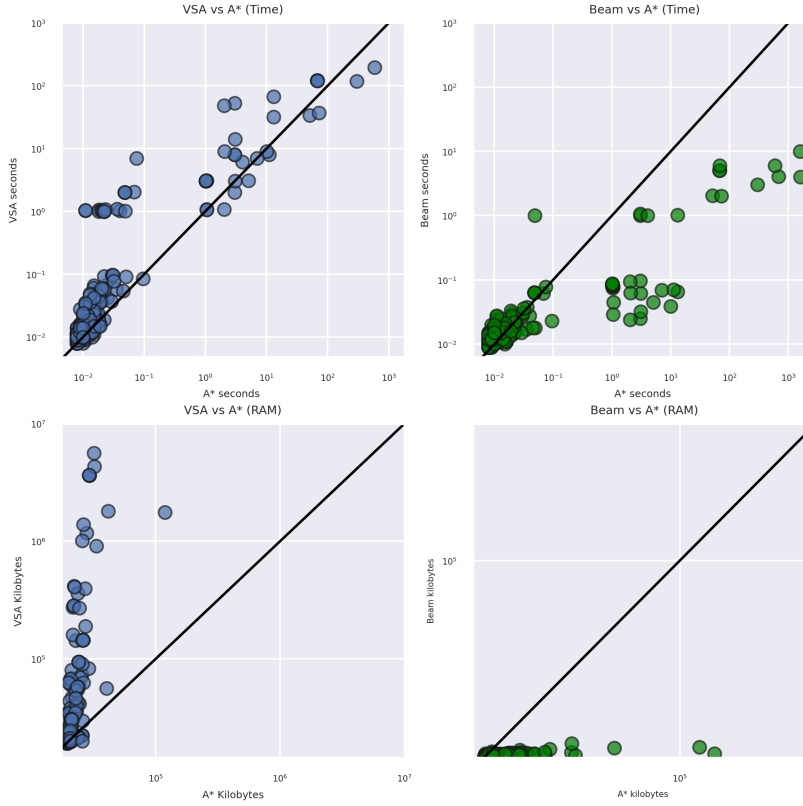 VSA vs A* (Time)
10³
10²
10¹
10⁰
10⁻¹
10⁻²
VSA seconds
10⁻² 10⁻¹ 10⁰ 10¹ 10² 10³
A* seconds
Beam vs A* (Time)
10³
10²
10¹
10⁰
10⁻¹
10⁻²
Beam seconds
10⁻² 10⁻¹ 10⁰ 10¹ 10² 10³
A* seconds
VSA vs A* (RAM)
10⁷
10⁶
10⁵
VSA Kilobytes
10⁵ 10⁶ 10⁷
A* Kilobytes
Beam vs A* (RAM)
10⁵
Beam kilobytes
10⁵
A* kilobytes